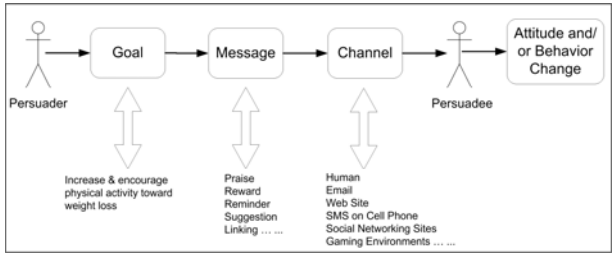 Persuader
Goal
Message
Channel
Persuadee
Attitude and/
or Behavior
Change
Increase & encourage
physical activity toward
weight loss
Praise
Reward
Reminder
Suggestion
Linking … ...
Human
Email
Web Site
SMS on Cell Phone
Social Networking Sites
Gaming Environments … ...